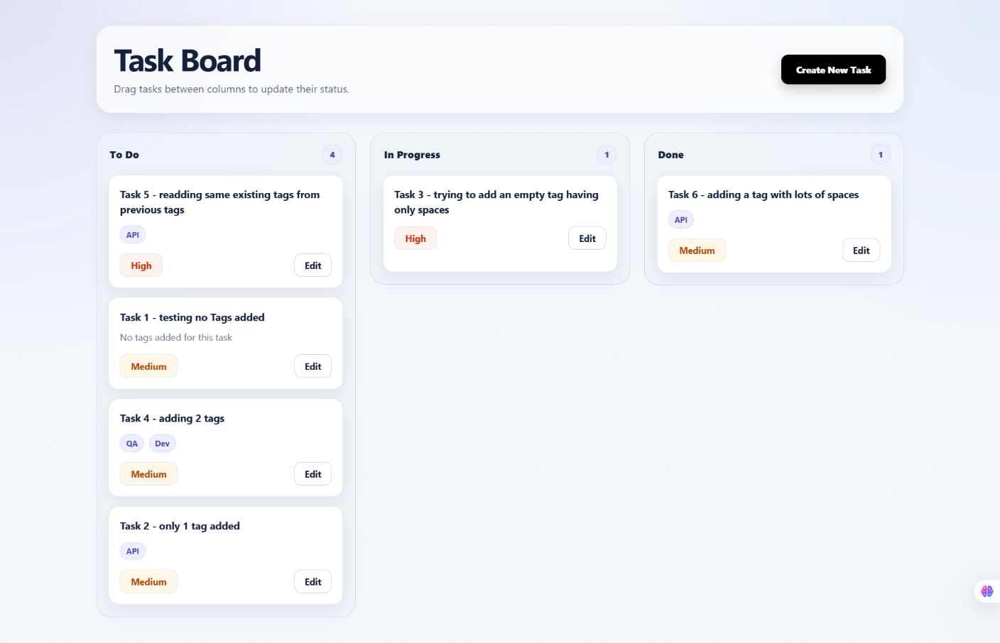 Task Board
Drag tasks between columns to update their status.
Create New Task
To Do
4
Task 5 - readding same existing tags from
previous tags
API
High
Edit
Task 1 - testing no Tags added
No tags added for this task
Medium
Edit
Task 4 - adding 2 tags
QA
Dev
Medium
Edit
Task 2 - only 1 tag added
API
Medium
Edit
In Progress
1
Task 3 - trying to add an empty tag having
only spaces
High
Edit
Done
1
Task 6 - adding a tag with lots of spaces
API
Medium
Edit